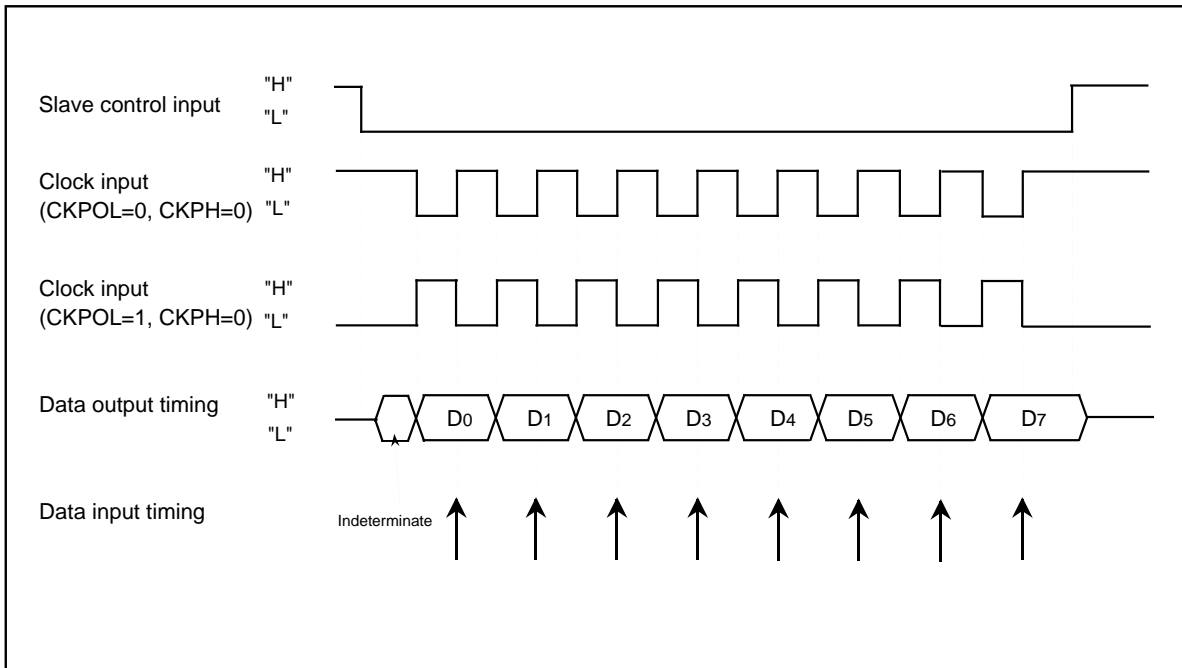 "H"
Slave control input
"L"
Clock input "H"
(CKPOL=0, CKPH=0) "L"
Clock input "H"
(CKPOL=1, CKPH=0) "L"
Data output timing "H"
"L"
D0 D1 D2 D3 D4 D5 D6 D7
Data input timing
Indeterminate